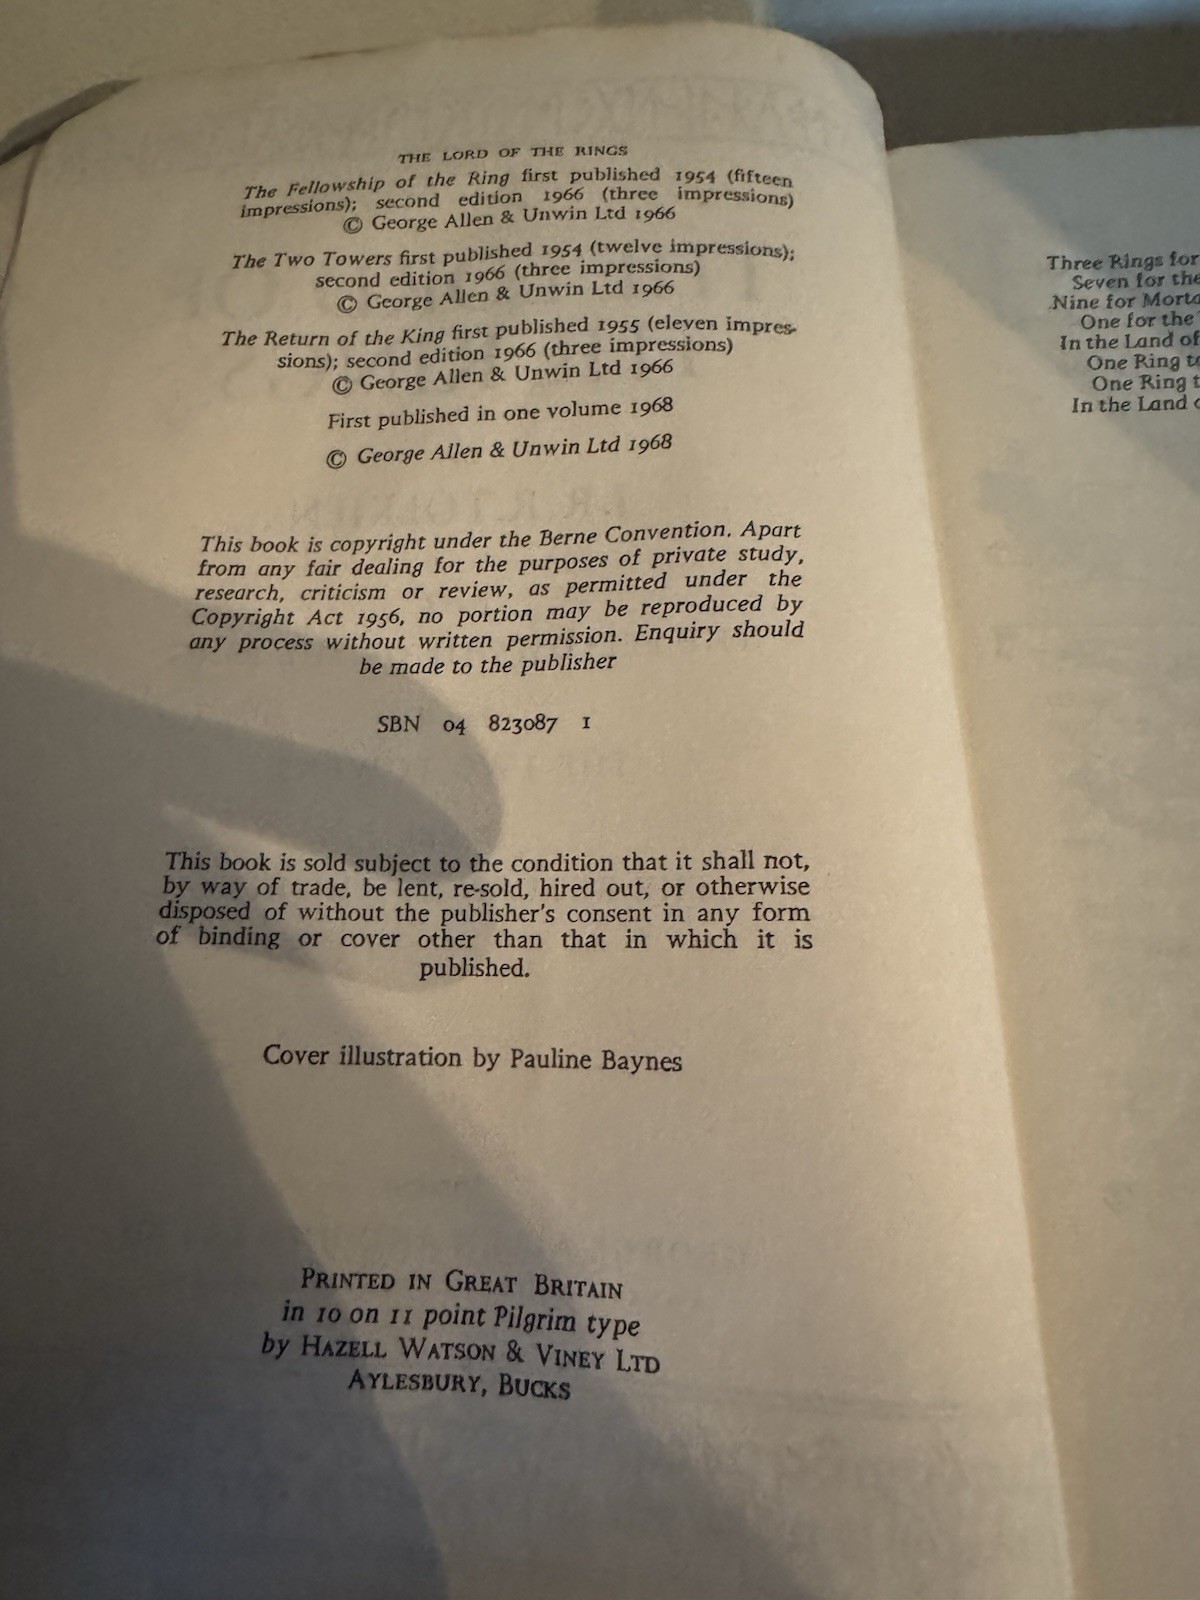 THE LORD OF THE RINGS
The Fellowship of the Ring first published 1954 (fifteen
impressions); second edition 1966 (three impressions)
© George Allen & Unwin Ltd 1966
The Two Towers first published 1954 (twelve impressions);
second edition 1966 (three impressions)
© George Allen & Unwin Ltd 1966
The Return of the King first published 1955 (eleven impres-
sions); second edition 1966 (three impressions)
© George Allen & Unwin Ltd 1966
First published in one volume 1968
© George Allen & Unwin Ltd 1968
This book is copyright under the Berne Convention. Apart
from any fair dealing for the purposes of private study,
research, criticism or review, as permitted under the
Copyright Act 1956, no portion may be reproduced by
any process without written permission. Enquiry should
be made to the publisher
SBN 04 823087 1
This book is sold subject to the condition that it shall not,
by way of trade, be lent, re-sold, hired out, or otherwise
disposed of without the publisher's consent in any form
of binding or cover other than that in which it is
published.
Cover illustration by Pauline Baynes
PRINTED IN GREAT BRITAIN
in 10 on 11 point Pilgrim type
by HAZELL WATSON & VINEY LTD
AYLESBURY, BUCKS
Three Rings for
Seven for the
Nine for
One for the
In the Land of
One Ring
One Ring
In the Land